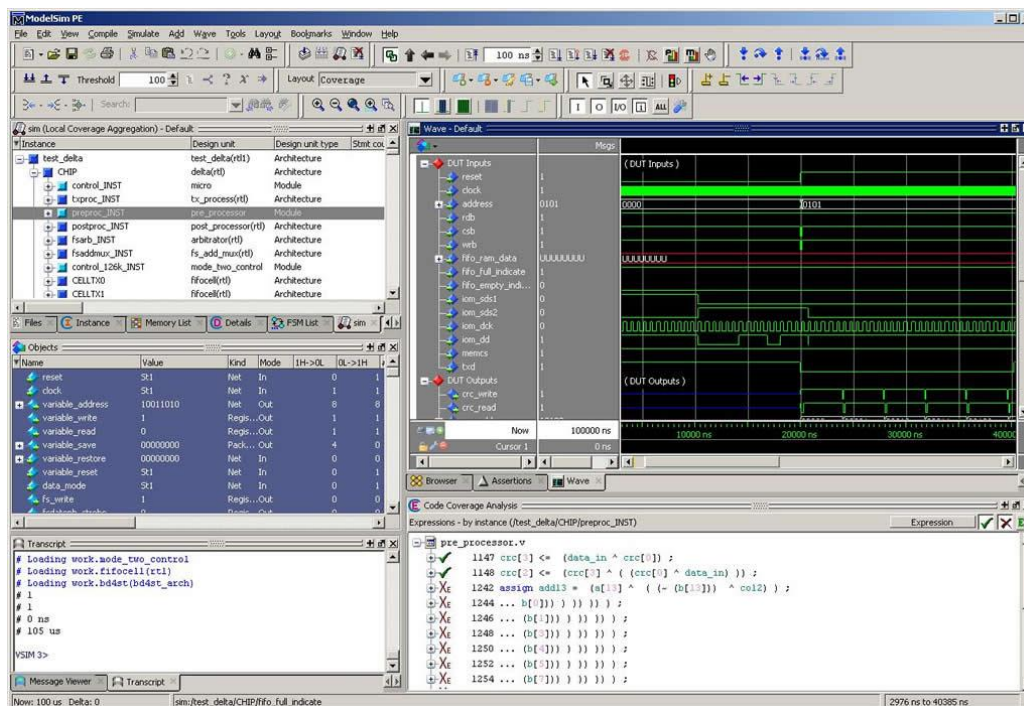 ModelSim PE
File Edit View Compile Simulate Add Wave Tools Layout Bookmarks Window Help
100 ns
Threshold 100 Layout Coverage
Search:
I O I/O ALL
sim (Local Coverage Aggregation) - Default
Instance Design unit Design unit type Stmt cou
test_delta test_delta(rtl1) Architecture
CHIP delta(rtl) Architecture
control_INST micro Module
txproc_INST tx_process(rtl) Architecture
preproc_INST pre_processor Module
postproc_INST post_processor(rtl) Architecture
fsarb_INST arbitrator(rtl) Architecture
fsaddmux_INST fs_add_mux(rtl) Architecture
control_126k_INST mode_two_control Module
CELLTX0 fifocell(rtl) Architecture
CELLTX1 fifocell(rtl) Architecture
Files Instance Memory List Details FSM List sim
Objects
Name Value Kind Mode 1H->0L 0L->1H
reset St1 Net In 0 1
clock St1 Net In 1 1
variable_address 10011010 Net Out 8 8
variable_write 1 Regis... Out 1 1
variable_read 0 Regis... Out 1 1
variable_save 00000000 Pack... Out 4 0
variable_restore 00000000 Net In 0 0
variable_reset St1 Net In 0 1
data_mode St1 Net In 0 1
fs_write 1 Regis... Out 0 0
Transcript
# Loading work.mode_two_control
# Loading work.fifocell(rtl)
# Loading work.bd4st(bd4st_arch)
# 1
# 1
# 0 ns
# 105 us
VSIM 3>
Message Viewer Transcript
Wave - Default
Msgs
DUT Inputs (DUT Inputs)
reset 1
clock 1
address 0101 0000 0101
rdb 1
csb 1
wrb 1
fifo_ram_data UUUUUUUU UUUUUUUU
fifo_full_indicate 1
fifo_empty_indi... 0
iom_sds1 0
iom_sds2 0
iom_dck 0
iom_dd 0
memcs 1
txd 1
DUT Outputs (DUT Outputs)
crc_write 1
crc_read 1
Now 100000 ns 10000 ns 20000 ns 30000 ns 40000
Cursor 1 0 ns
Browser Assertions Wave
Code Coverage Analysis
Expressions - by instance (/test_delta/CHIP/preproc_INST) Expression
pre_processor.v
1147 crc[3] <= (data_in ^ crc[0]) ;
1148 crc[2] <= (crc[3] ^ ( (crc[0] ^ data_in) )) ;
1242 assign add13 = (a[13] ^ ( (~ (b[13])) ^ col2) ) ;
1244 ... b[0])) ) )) )) ) ;
1246 ... (b[1])) ) )) )) ) ;
1248 ... (b[3])) ) )) )) ) ;
1250 ... (b[4])) ) )) )) ) ;
1252 ... (b[5])) ) )) )) ) ;
1254 ... (b[7])) ) )) )) ) ;
Now: 100 us Delta: 0 sim:/test_delta/CHIP/fifo_full_indicate 2976 ns to 40385 ns